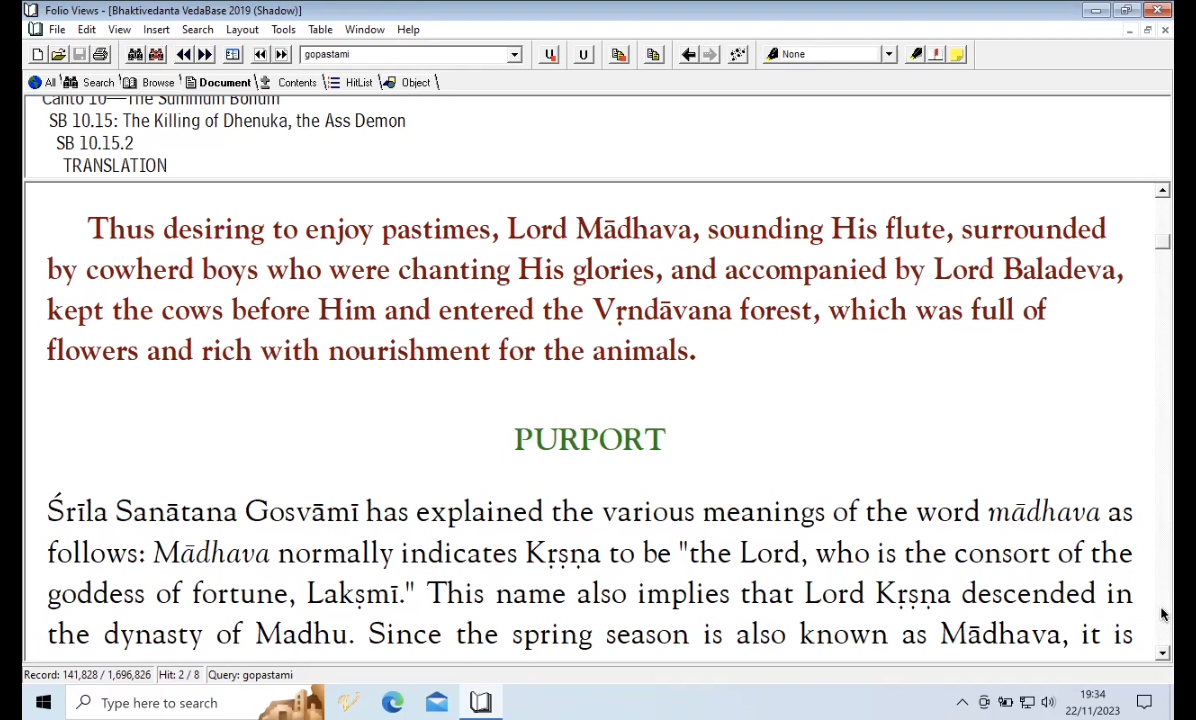 Folio Views - [Bhaktivedanta VedaBase 2019 (Shadow)]
File Edit View Insert Search Layout Tools Table Window Help
gopastami
None
All Search Browse Document Contents HitList Object
Canto 10—The Summum Bonum
SB 10.15: The Killing of Dhenuka, the Ass Demon
SB 10.15.2
TRANSLATION
Thus desiring to enjoy pastimes, Lord Mādhava, sounding His flute, surrounded
by cowherd boys who were chanting His glories, and accompanied by Lord Baladeva,
kept the cows before Him and entered the Vṛndāvana forest, which was full of
flowers and rich with nourishment for the animals.
PURPORT
Śrīla Sanātana Gosvāmī has explained the various meanings of the word mādhava as
follows: Mādhava normally indicates Kṛṣṇa to be "the Lord, who is the consort of the
goddess of fortune, Lakṣmī." This name also implies that Lord Kṛṣṇa descended in
the dynasty of Madhu. Since the spring season is also known as Mādhava, it is
Record: 141,828 / 1,696,826 Hit: 2 / 8 Query: gopastami
Type here to search
19:34
22/11/2023